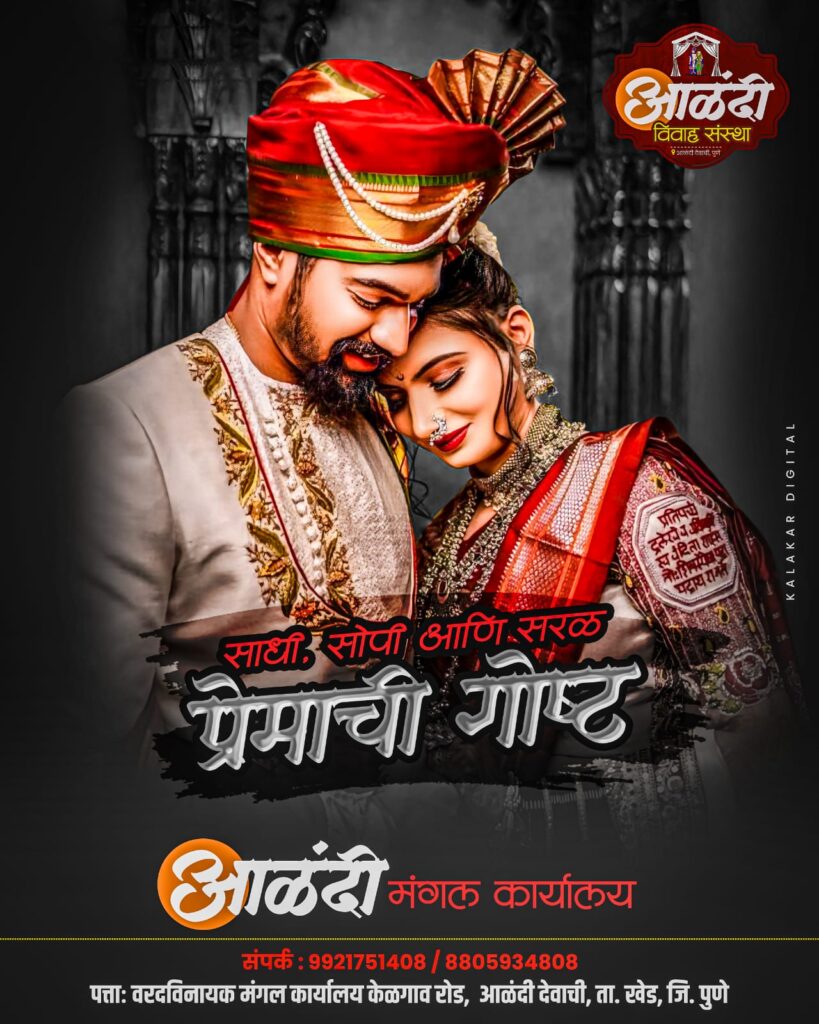 आळंदी
विवाह संस्था
आळंदी देवाची, पुणे
KALAKAR DIGITAL
साधी, सोपी आणि सरळ
प्रेमाची गोष्ट
आळंदी मंगल कार्यालय
संपर्क : 9921751408 / 8805934808
पत्ता: वरदविनायक मंगल कार्यालय केळगाव रोड, आळंदी देवाची, ता. खेड, जि. पुणे